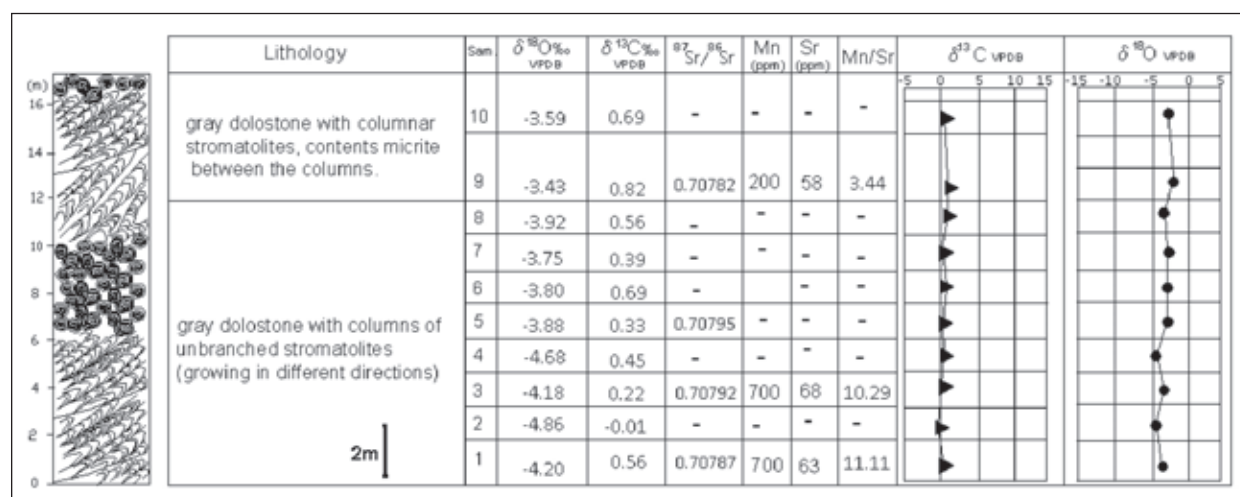 Lithology Sam. δ¹⁸O‰ VPDB δ¹³C‰ VPDB ⁸⁷Sr/⁸⁶Sr Mn (ppm) Sr (ppm) Mn/Sr δ¹³C VPDB δ¹⁸O VPDB
-5 0 5 10 15 -15 -10 -5 0 5
(m)
16
14
12
10
8
6
4
2
0
gray dolostone with columnar
stromatolites, contents micrite
between the columns.
gray dolostone with columns of
unbranched stromatolites
(growing in different directions)
2m
10 -3.59 0.69 - - - -
9 -3.43 0.82 0.70782 200 58 3.44
8 -3.92 0.56 - - - -
7 -3.75 0.39 - - - -
6 -3.80 0.69 - - - -
5 -3.88 0.33 0.70795 - - -
4 -4.68 0.45 - - - -
3 -4.18 0.22 0.70792 700 68 10.29
2 -4.86 -0.01 - - - -
1 -4.20 0.56 0.70787 700 63 11.11